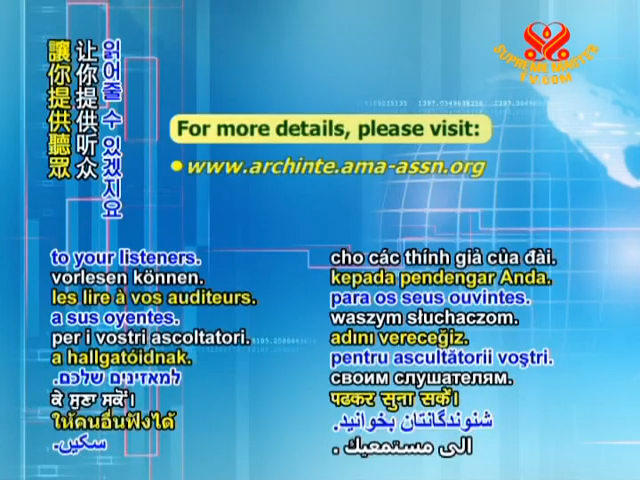 SUPREME MASTER
TV.COM
讓你提供聽眾
让你提供听众
읽어줄 수 있겠지요
For more details, please visit:
www.archinte.ama-assn.org
to your listeners.
vorlesen können.
les lire à vos auditeurs.
a sus oyentes.
per i vostri ascoltatori.
a hallgatóidnak.
למאזינים שלכם.
ਕੇ ਸੁਣਾ ਸਕੋਂ।
ให้คนอื่นฟังได้
سكين.
cho các thính giả của đài.
kepada pendengar Anda.
para os seus ouvintes.
waszym słuchaczom.
adını vereceğiz.
pentru ascultătorii voştri.
своим слушателям.
पढकर सुना सकें।
شنوندگانتان بخوانید.
الى مستمعيك .